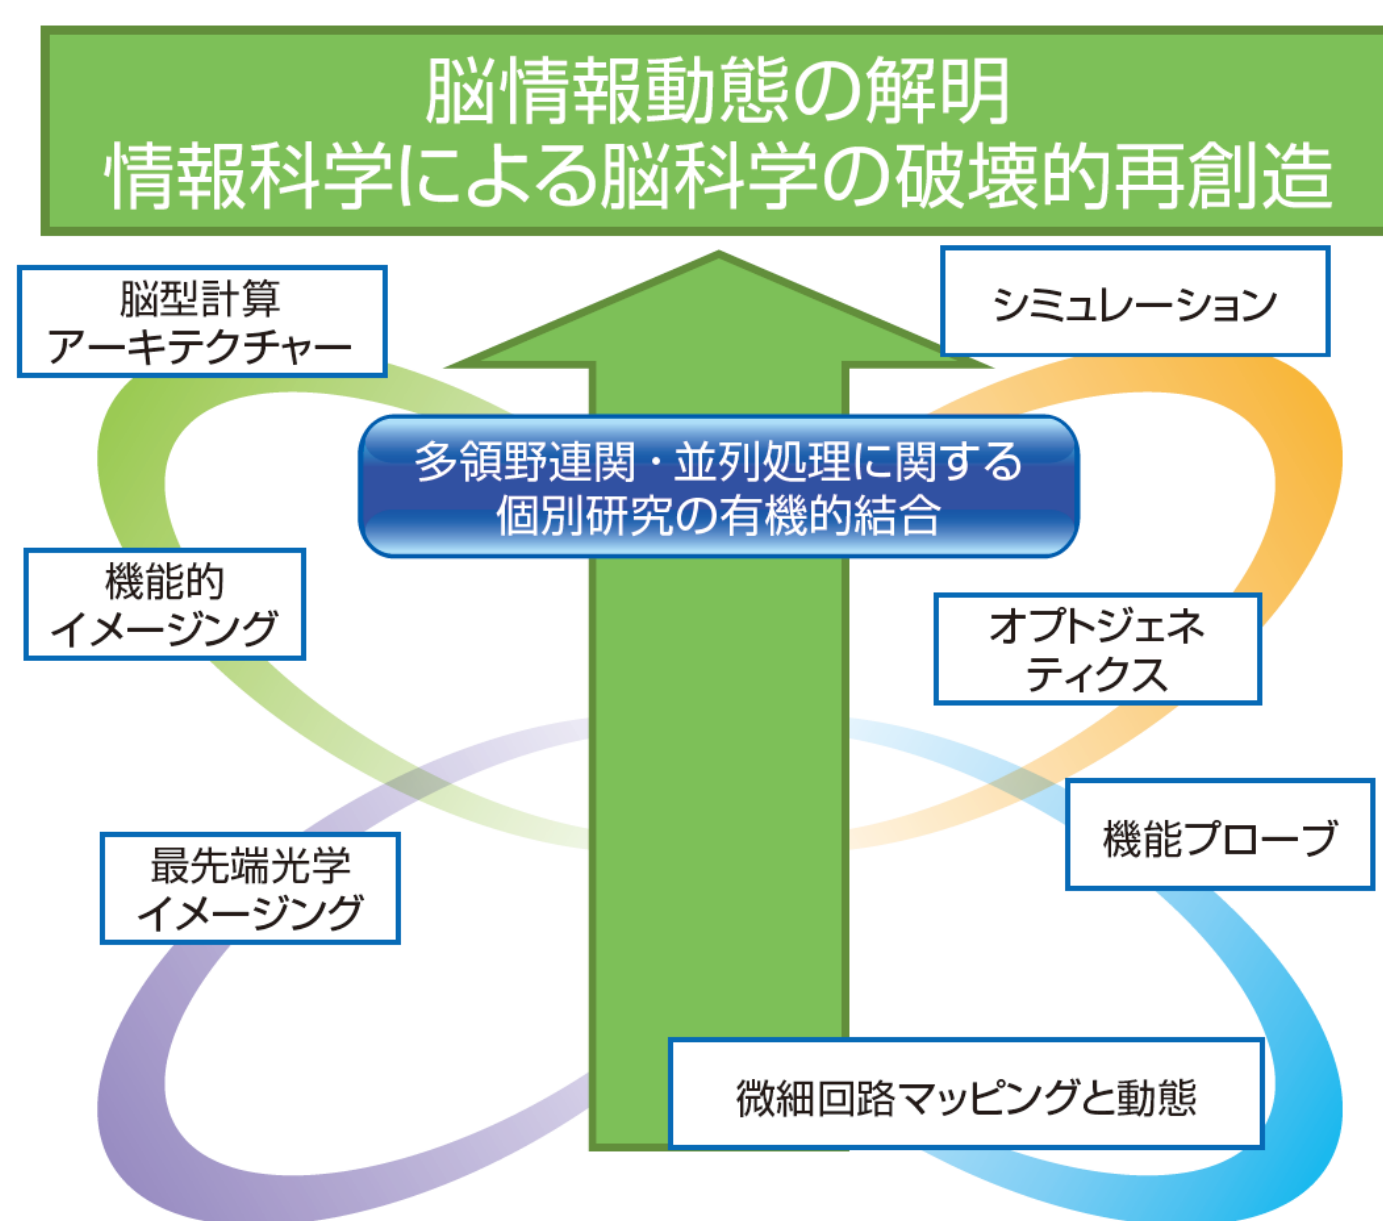 脳情報動態の解明
情報科学による脳科学の破壊的再創造
脳型計算
アーキテクチャー
シミュレーション
多領野連関・並列処理に関する
個別研究の有機的結合
機能的
イメージング
オプトジェネ
ティクス
機能プローブ
最先端光学
イメージング
微細回路マッピングと動態